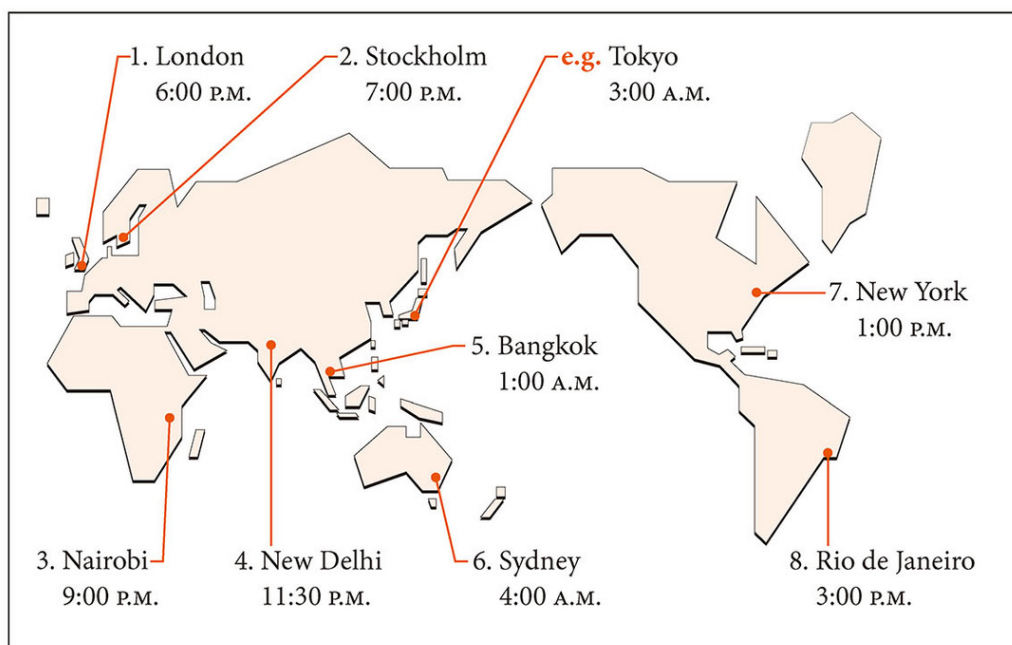 1. London
6:00 P.M.
2. Stockholm
7:00 P.M.
e.g. Tokyo
3:00 A.M.
7. New York
1:00 P.M.
5. Bangkok
1:00 A.M.
3. Nairobi
9:00 P.M.
4. New Delhi
11:30 P.M.
6. Sydney
4:00 A.M.
8. Rio de Janeiro
3:00 P.M.